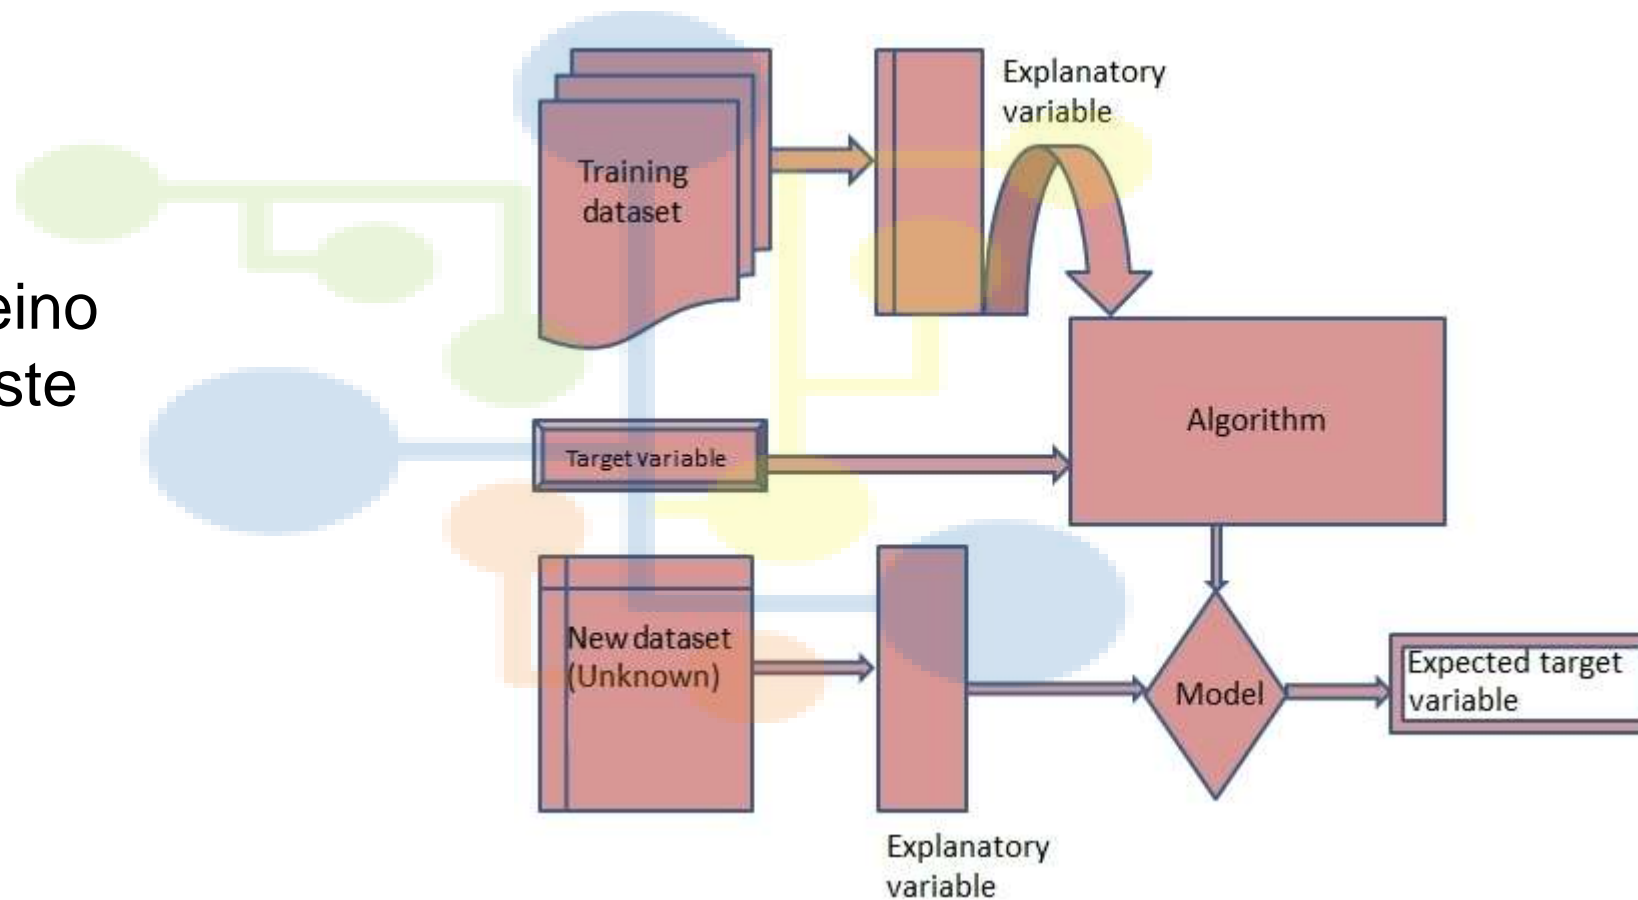 eino
ste
Explanatory
variable
Training
dataset
Algorithm
Target variable
New dataset
(Unknown)
Model
Expected target
variable
Explanatory
variable